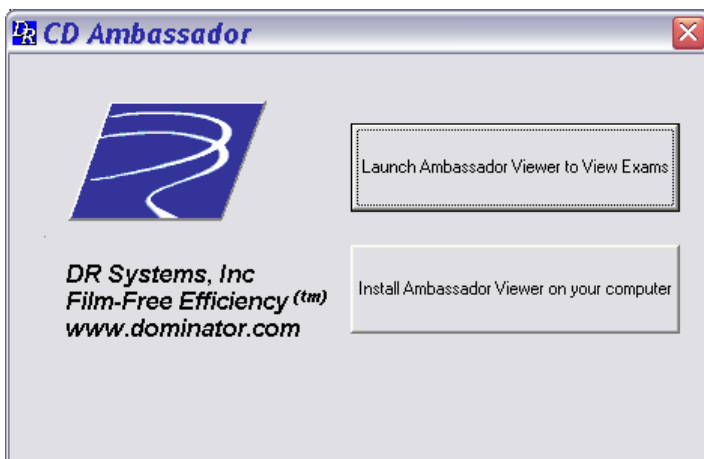 DR CD Ambassador
Launch Ambassador Viewer to View Exams
Install Ambassador Viewer on your computer
DR Systems, Inc
Film-Free Efficiency (tm)
www.dominator.com